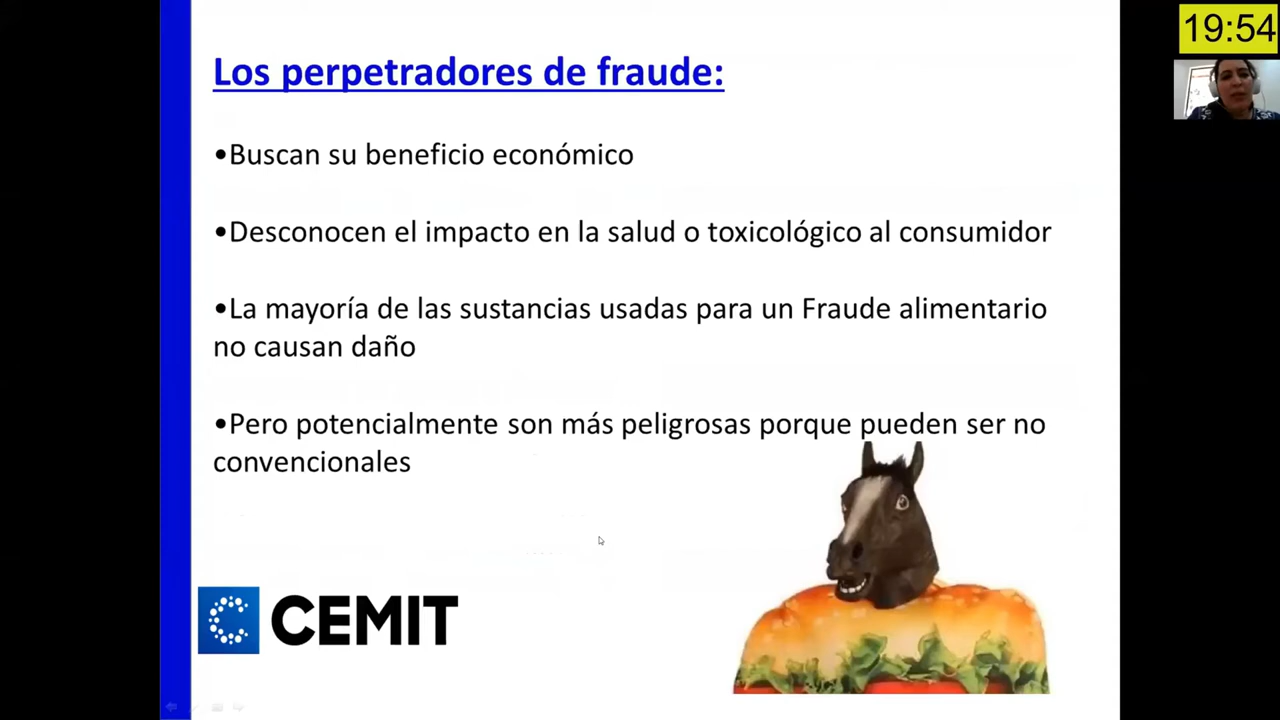 19:54
Los perpetradores de fraude:
•Buscan su beneficio económico
•Desconocen el impacto en la salud o toxicológico al consumidor
•La mayoría de las sustancias usadas para un Fraude alimentario
no causan daño
•Pero potencialmente son más peligrosas porque pueden ser no
convencionales
CEMIT